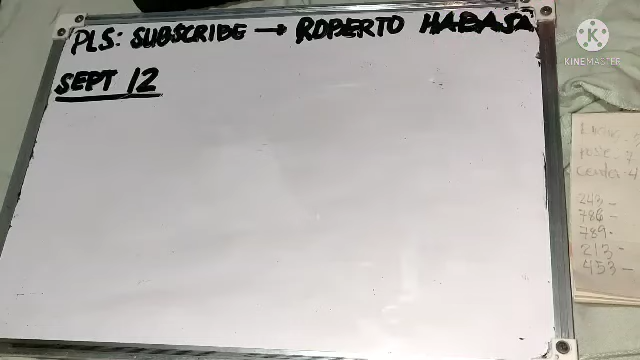 PLS: SUBSCRIBE → ROBERTO HABASA
SEPT 12
KINEMASTER
243 -
786 -
789-
213 -
453 -